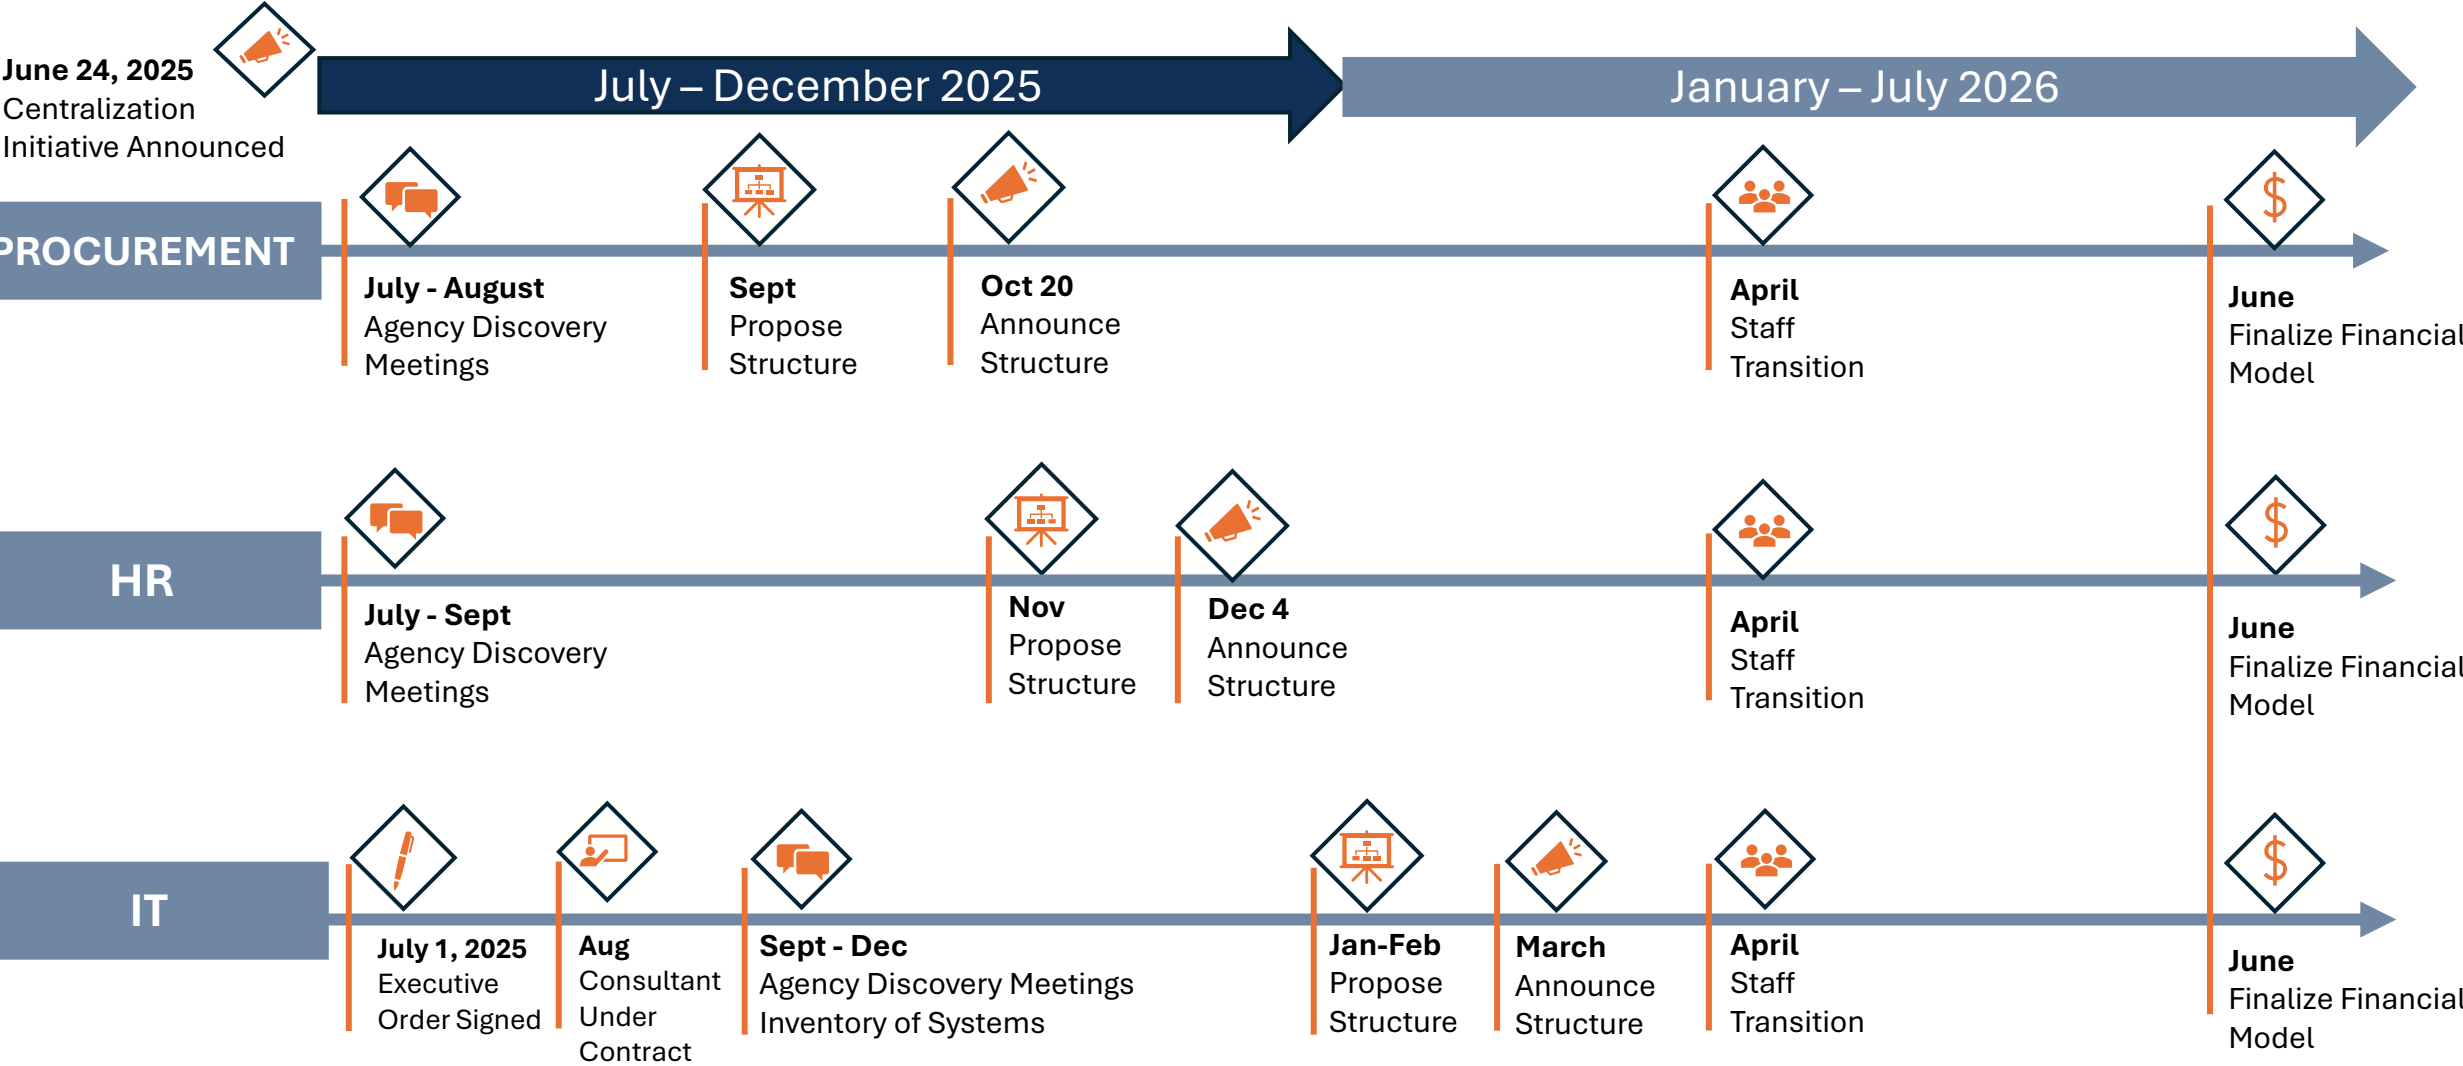 June 24, 2025
Centralization
Initiative Announced
July – December 2025
January – July 2026
PROCUREMENT
July - August
Agency Discovery
Meetings
Sept
Propose
Structure
Oct 20
Announce
Structure
April
Staff
Transition
June
Finalize Financial
Model
HR
July - Sept
Agency Discovery
Meetings
Nov
Propose
Structure
Dec 4
Announce
Structure
April
Staff
Transition
June
Finalize Financial
Model
IT
July 1, 2025
Executive
Order Signed
Aug
Consultant
Under
Contract
Sept - Dec
Agency Discovery Meetings
Inventory of Systems
Jan-Feb
Propose
Structure
March
Announce
Structure
April
Staff
Transition
June
Finalize Financial
Model